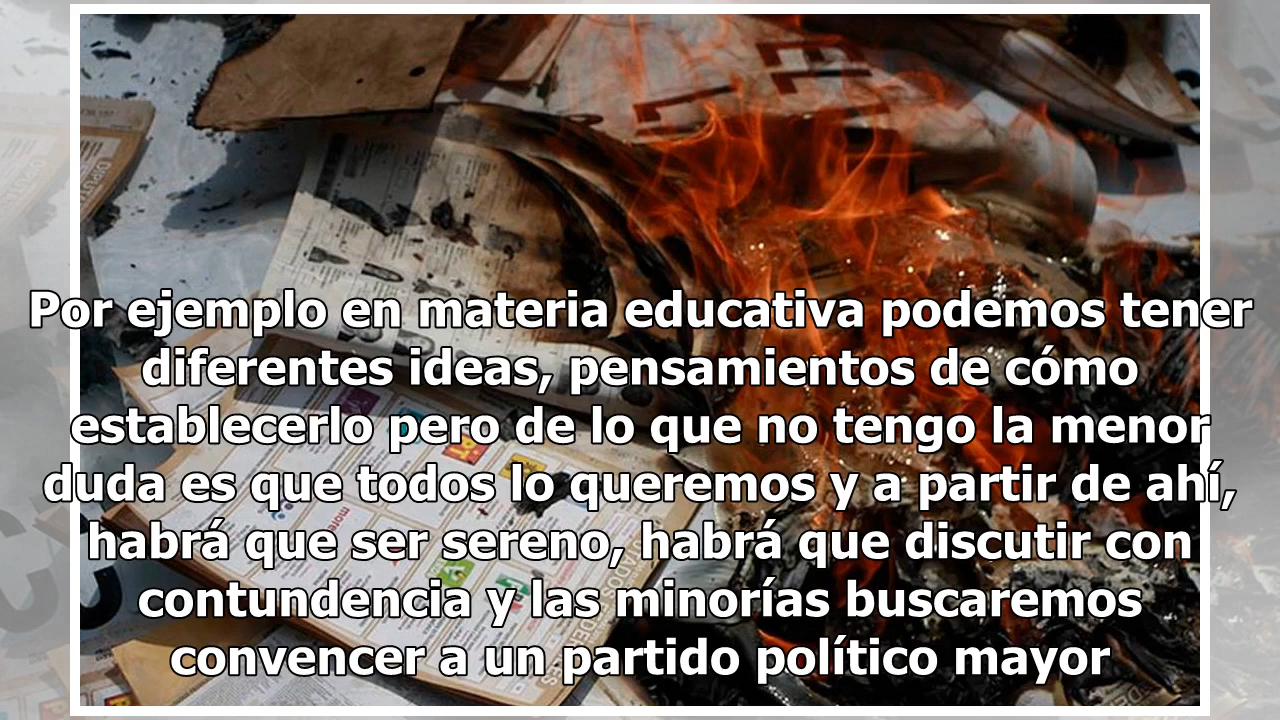 Por ejemplo en materia educativa podemos tener
diferentes ideas, pensamientos de cómo
establecerlo pero de lo que no tengo la menor
duda es que todos lo queremos y a partir de ahí,
habrá que ser sereno, habrá que discutir con
contundencia y las minorías buscaremos
convencer a un partido político mayor